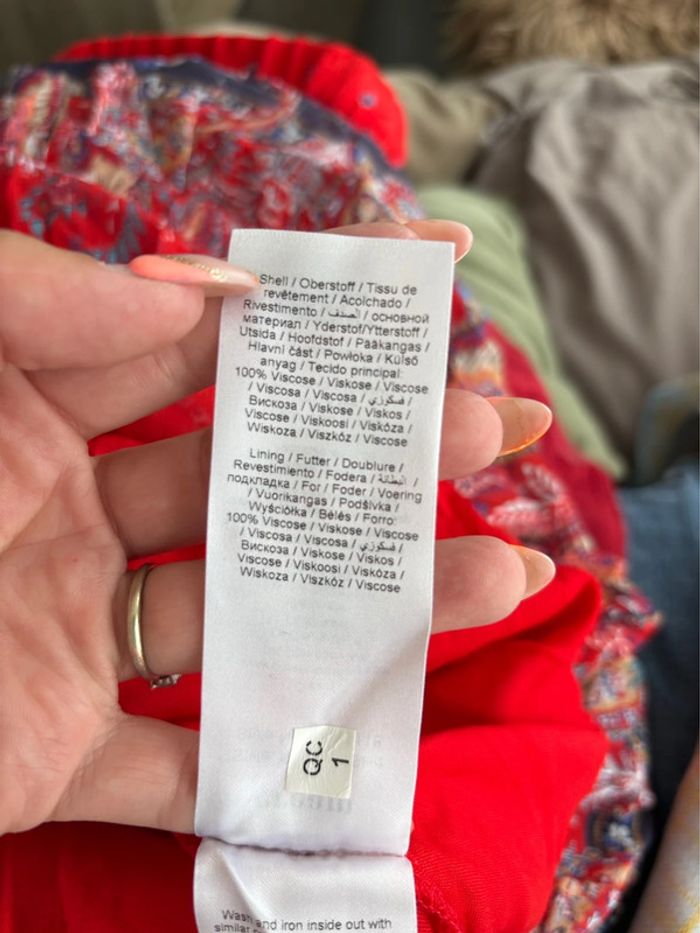 Shell / Oberstoff / Tissu de
revêtement / Acolchado /
Rivestimento / الصدف / основной
материал / Yderstof/Ytterstoff /
Utsida / Hoofdstof / Pääkangas /
Hlavní část / Powłoka / Külső
anyag / Tecido principal:
100% Viscose / Viskose / Viscose
/ Viscosa / Viscosa / فسكوزي /
Вискоза / Viskose / Viskos /
Viscose / Viskoosi / Viskóza /
Wiskoza / Viszkóz / Viscose
Lining / Futter / Doublure /
Revestimiento / Fodera / البطانة /
подкладка / For / Foder / Voering
/ Vuorikangas / Podšívka /
Wyściółka / Bélés / Forro:
100% Viscose / Viskose / Viscose
/ Viscosa / Viscosa / فسكوزي /
Вискоза / Viskose / Viskos /
Viscose / Viskoosi / Viskóza /
Wiskoza / Viszkóz / Viscose
QC
1
Wash and iron inside out with
similar